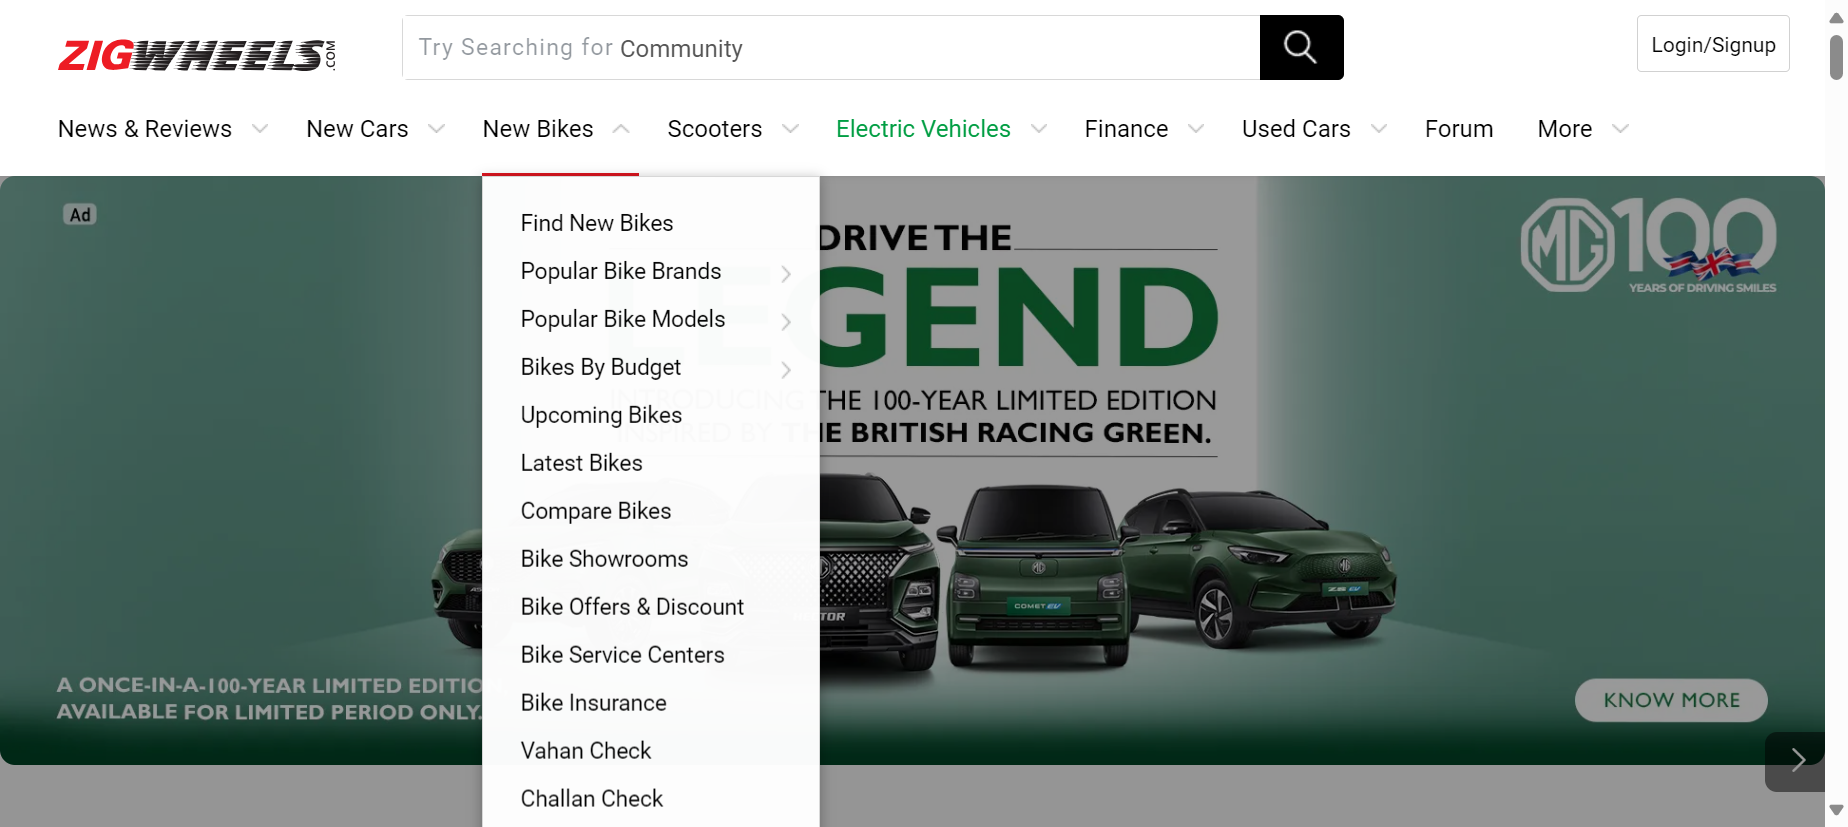 ZIGWHEELS.COM
Try Searching for Community
Login/Signup
News & Reviews
New Cars
New Bikes
Scooters
Electric Vehicles
Finance
Used Cars
Forum
More
Ad
Find New Bikes
Popular Bike Brands
Popular Bike Models
Bikes By Budget
Upcoming Bikes
Latest Bikes
Compare Bikes
Bike Showrooms
Bike Offers & Discount
Bike Service Centers
Bike Insurance
Vahan Check
Challan Check
DRIVE THE
LEGEND
INTRODUCING THE 100-YEAR LIMITED EDITION
INSPIRED BY THE BRITISH RACING GREEN.
MG 100
YEARS OF DRIVING SMILES
COMET EV
ZS EV
A ONCE-IN-A-100-YEAR LIMITED EDITIO
AVAILABLE FOR LIMITED PERIOD ONLY.
KNOW MORE